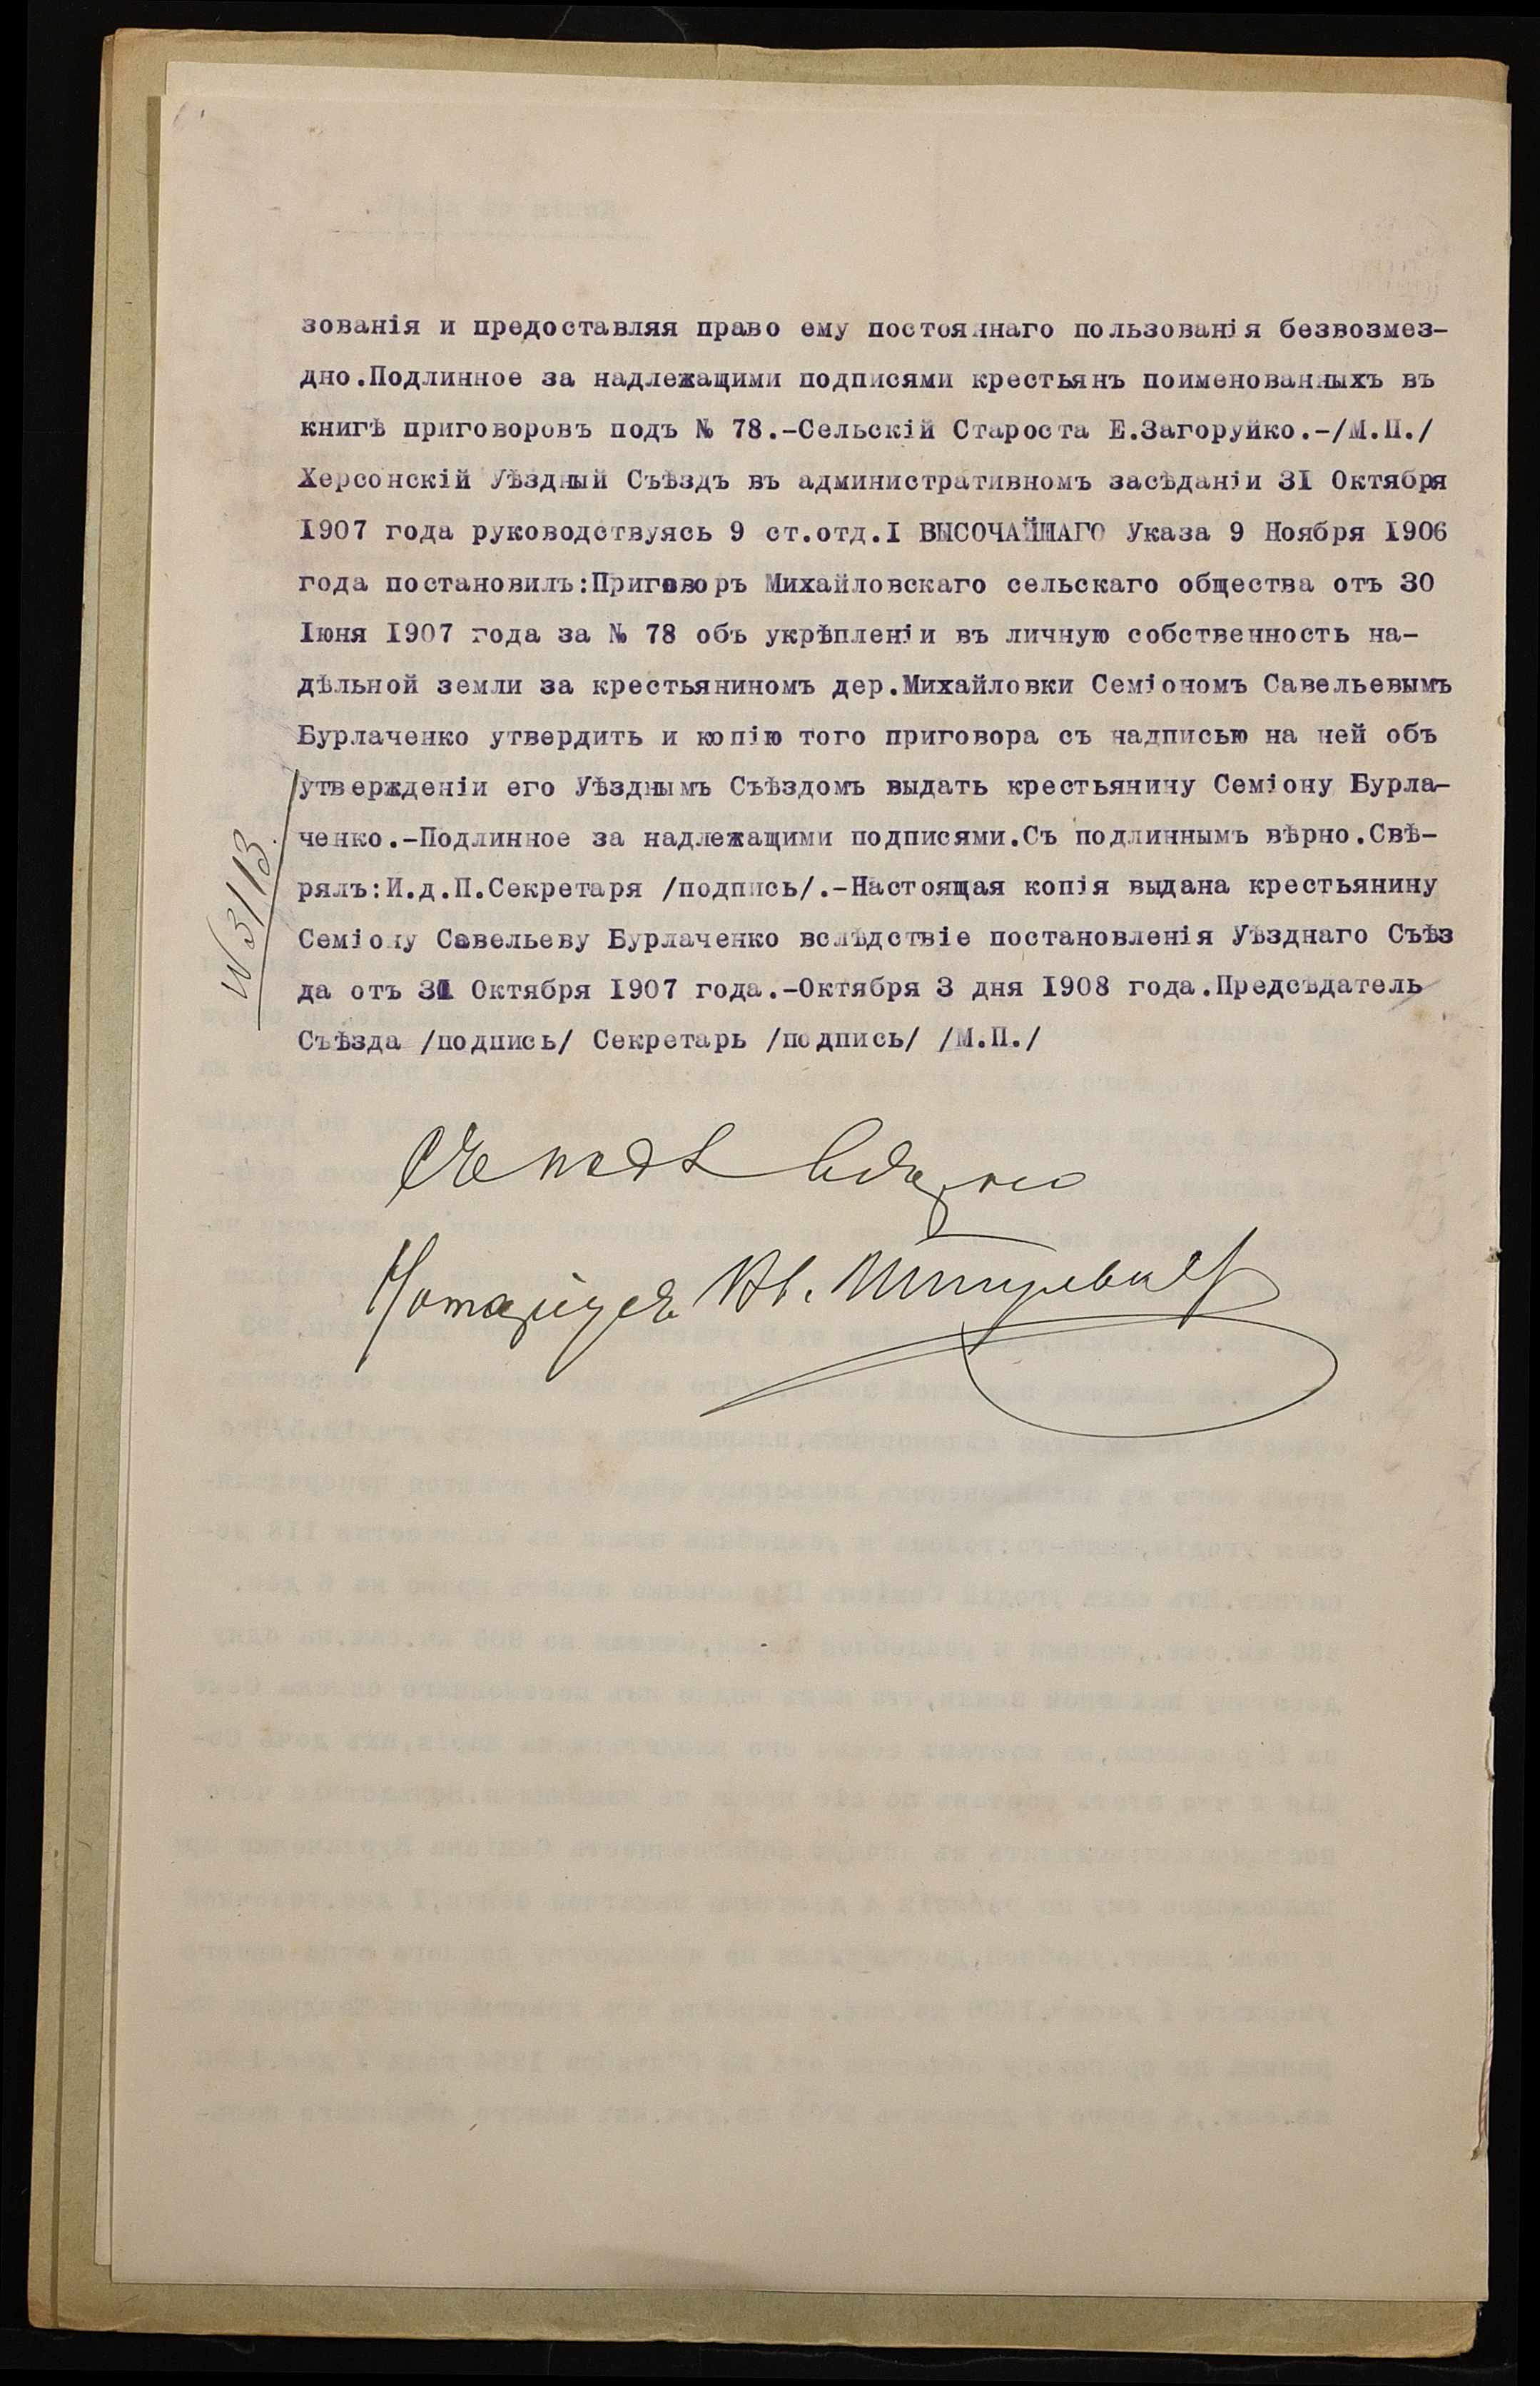 зованія и предоставляя право ему постояннаго пользованія безвозмез-
дно.Подлинное за надлежащими подписями крестьянъ поименованныхъ въ
книгѣ приговоровъ подъ № 78.-Сельскій Староста Е.Загоруйко.-/М.П./
Херсонскій Уѣздный Съѣздъ въ административномъ засѣданіи 31 Октября
1907 года руководствуясь 9 ст.отд.I ВЫСОЧАЙШАГО Указа 9 Ноября 1906
года постановилъ:Приговоръ Михайловскаго сельскаго общества отъ 30
Іюня 1907 года за № 78 объ укрѣпленіи въ личную собственность на-
дѣльной земли за крестьяниномъ дер.Михайловки Семіономъ Савельевымъ
Бурлаченко утвердить и копію того приговора съ надписью на ней объ
утвержденіи его Уѣзднымъ Съѣздомъ выдать крестьянину Семіону Бурла-
ченко.-Подлинное за надлежащими подписями.Съ подлиннымъ вѣрно.Свѣ-
рялъ:И.д.П.Секретаря /подпись/.-Настоящая копія выдана крестьянину
Семіону Савельеву Бурлаченко вслѣдствіе постановленія Уѣзднаго Съѣз
да отъ 31 Октября 1907 года.-Октября 3 дня 1908 года.Предсѣдатель
Съѣзда /подпись/ Секретарь /подпись/ /М.П./
№ 3113.
Нотаріусъ